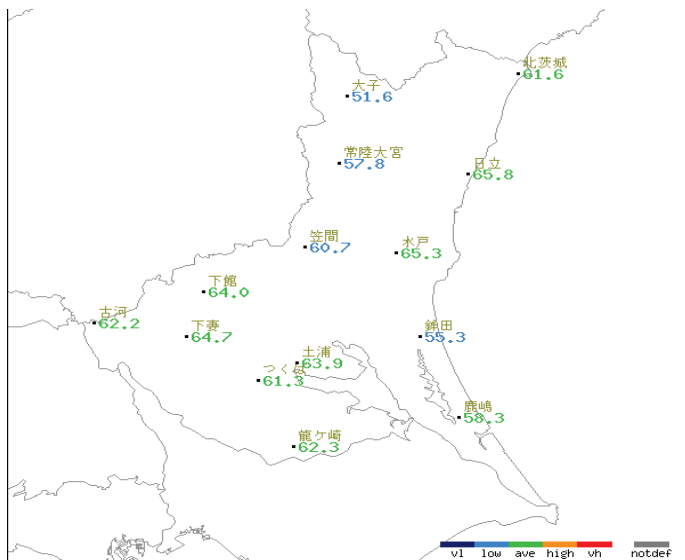 北茨城
61.6
大子
51.6
常陸大宮
57.8
日立
65.8
笠間
60.7
水戸
65.3
下館
64.0
古河
62.2
下妻
64.7
鉾田
55.3
土浦
63.9
つくば
61.3
鹿嶋
58.3
龍ケ崎
62.3
vl low ave high vh notdef